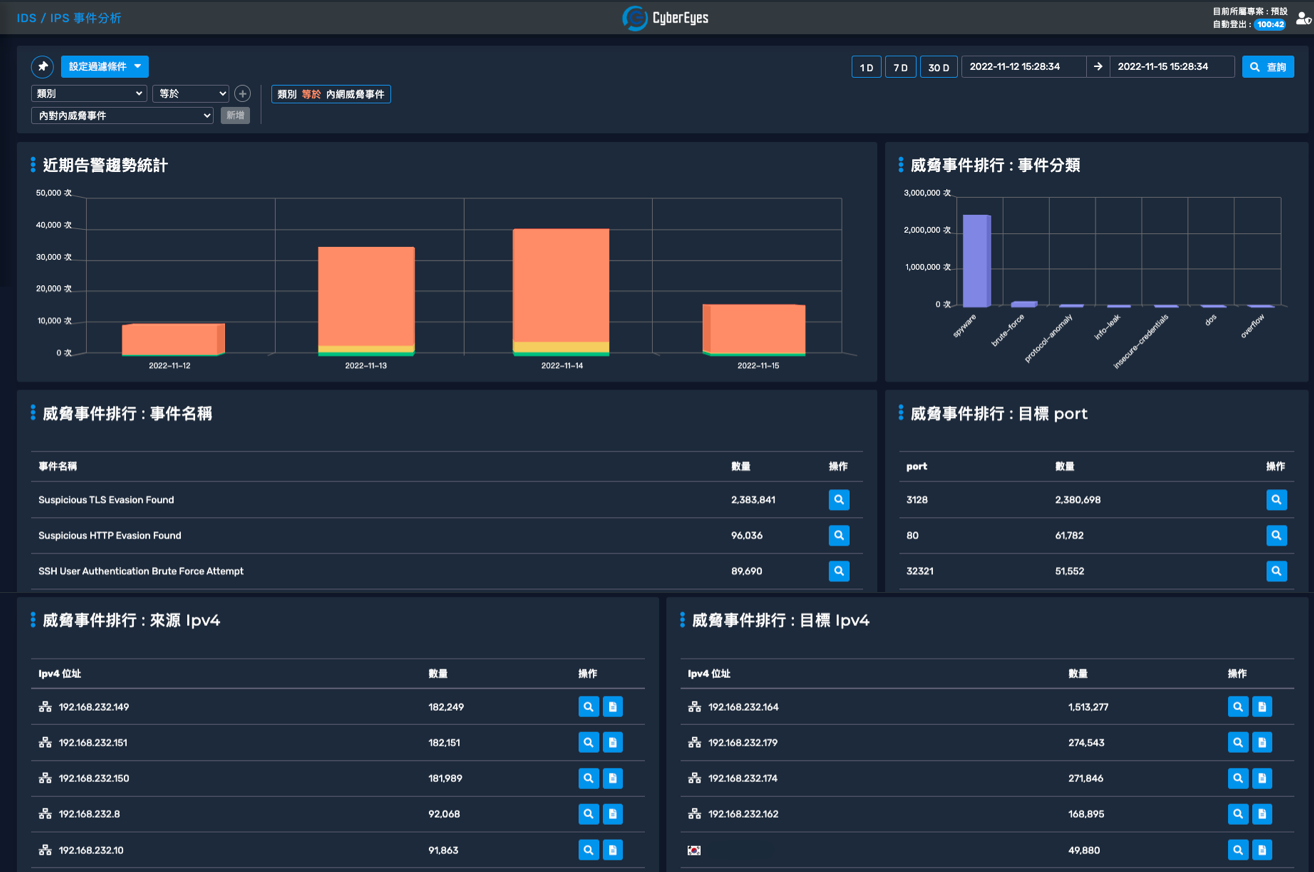 IDS / IPS 事件分析
CyberEyes
目前所屬專案 : 預設
自動登出 : 100:42
設定過濾條件
1 D
7 D
30 D
2022-11-12 15:28:34
2022-11-15 15:28:34
查詢
類別
等於
類別 等於 內網威脅事件
內對內威脅事件
新增
近期告警趨勢統計
50,000 次
40,000 次
30,000 次
20,000 次
10,000 次
0 次
2022-11-12
2022-11-13
2022-11-14
2022-11-15
威脅事件排行 : 事件分類
3,000,000 次
2,000,000 次
1,000,000 次
0 次
spyware
brute-force
protocol-anomaly
info-leak
insecure-credentials
dos
overflow
威脅事件排行 : 事件名稱
事件名稱 數量 操作
Suspicious TLS Evasion Found 2,383,841
Suspicious HTTP Evasion Found 96,036
SSH User Authentication Brute Force Attempt 89,690
威脅事件排行 : 目標 port
port 數量 操作
3128 2,380,698
80 61,782
32321 51,552
威脅事件排行 : 來源 Ipv4
Ipv4 位址 數量 操作
192.168.232.149 182,249
192.168.232.151 182,151
192.168.232.150 181,989
192.168.232.8 92,068
192.168.232.10 91,863
威脅事件排行 : 目標 Ipv4
Ipv4 位址 數量 操作
192.168.232.164 1,513,277
192.168.232.179 274,543
192.168.232.174 271,846
192.168.232.162 168,895
49,880